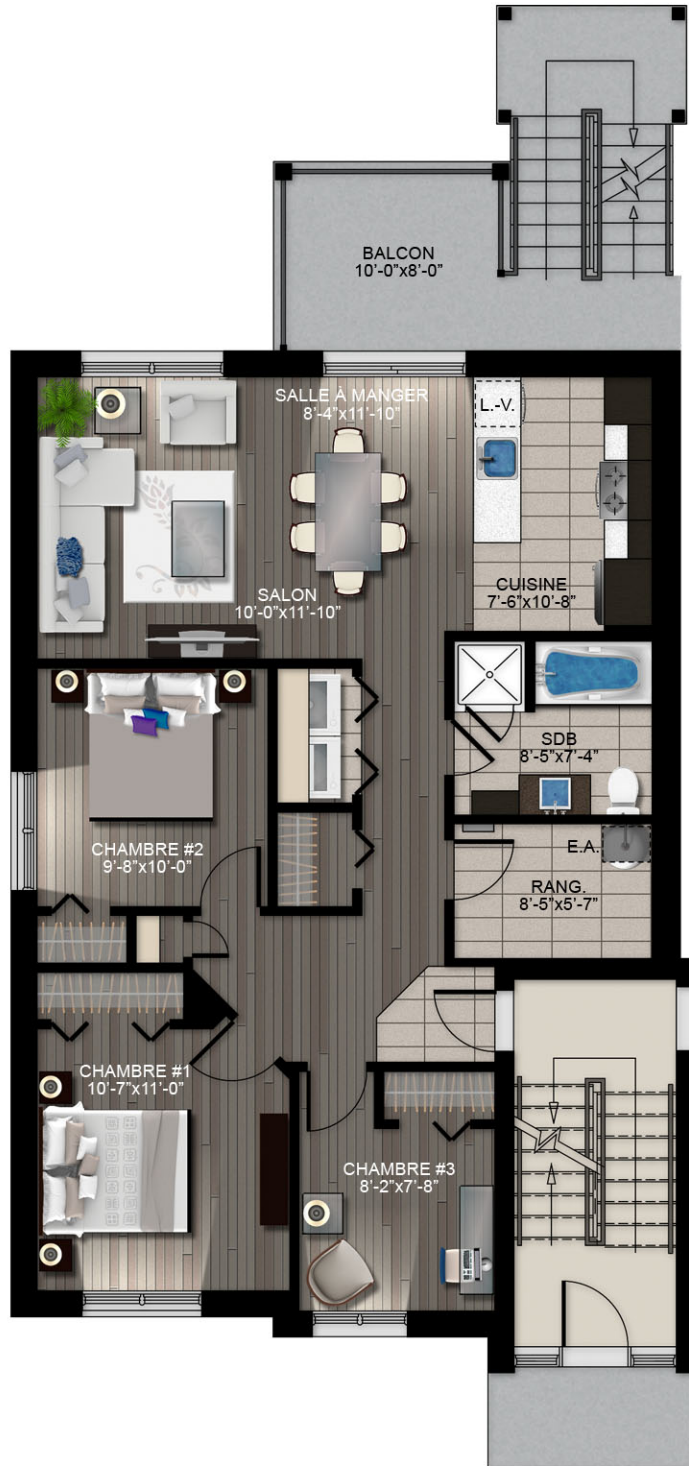 BALCON
10'-0"x8'-0"
SALLE À MANGER
8'-4"x11'-10"
L.-V.
CUISINE
7'-6"x10'-8"
SALON
10'-0"x11'-10"
SDB
8'-5"x7'-4"
CHAMBRE #2
9'-8"x10'-0"
E.A.
RANG.
8'-5"x5'-7"
CHAMBRE #1
10'-7"x11'-0"
CHAMBRE #3
8'-2"x7'-8"